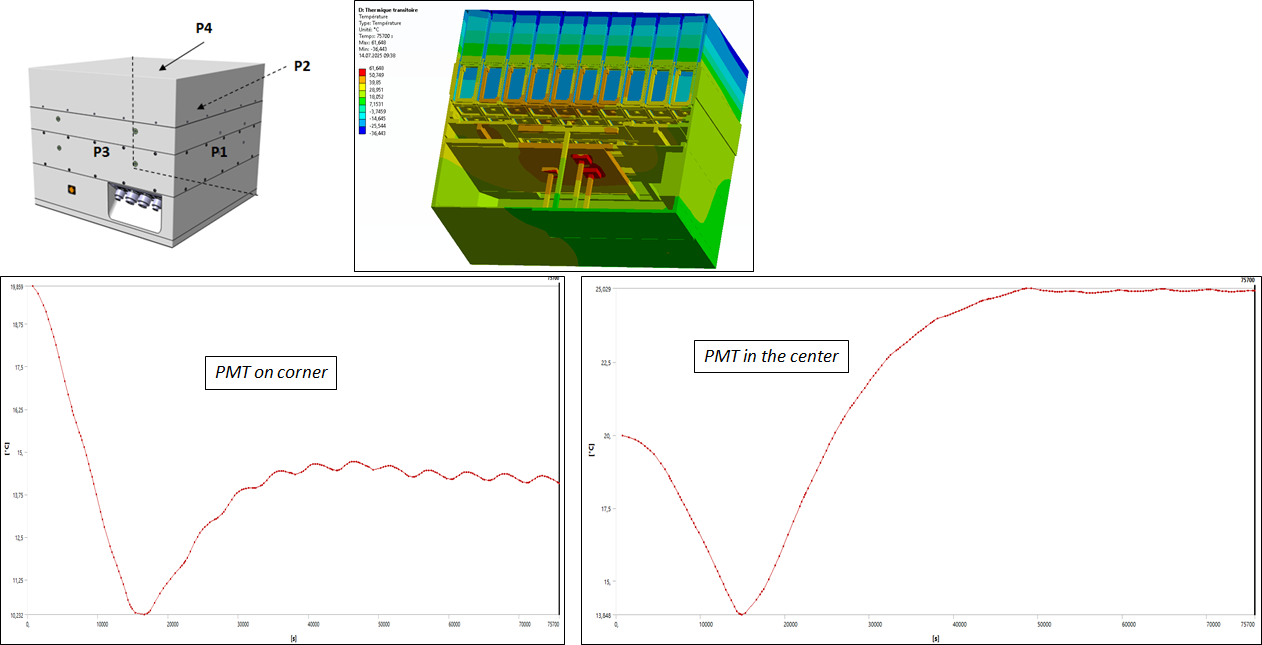 P4
P2
P3
P1
D: Thermique transitoire
Température
Type: Température
Unité: °C
Temps: 75700 s
Max: 61,648
Min: -36,443
14.07.2025 09:38
61,648
50,749
39,85
28,951
18,052
7,1531
-3,7459
-14,645
-25,544
-36,443
75700
19,859
18,75
17,5
16,25
15,
13,75
12,5
11,25
10,232
[°C]
PMT on corner
0,
10000
20000
30000
40000
50000
60000
70000
75700
[s]
75700
25,029
22,5
20,
17,5
15,
13,848
[°C]
PMT in the center
0,
10000
20000
30000
40000
50000
60000
70000
75700
[s]